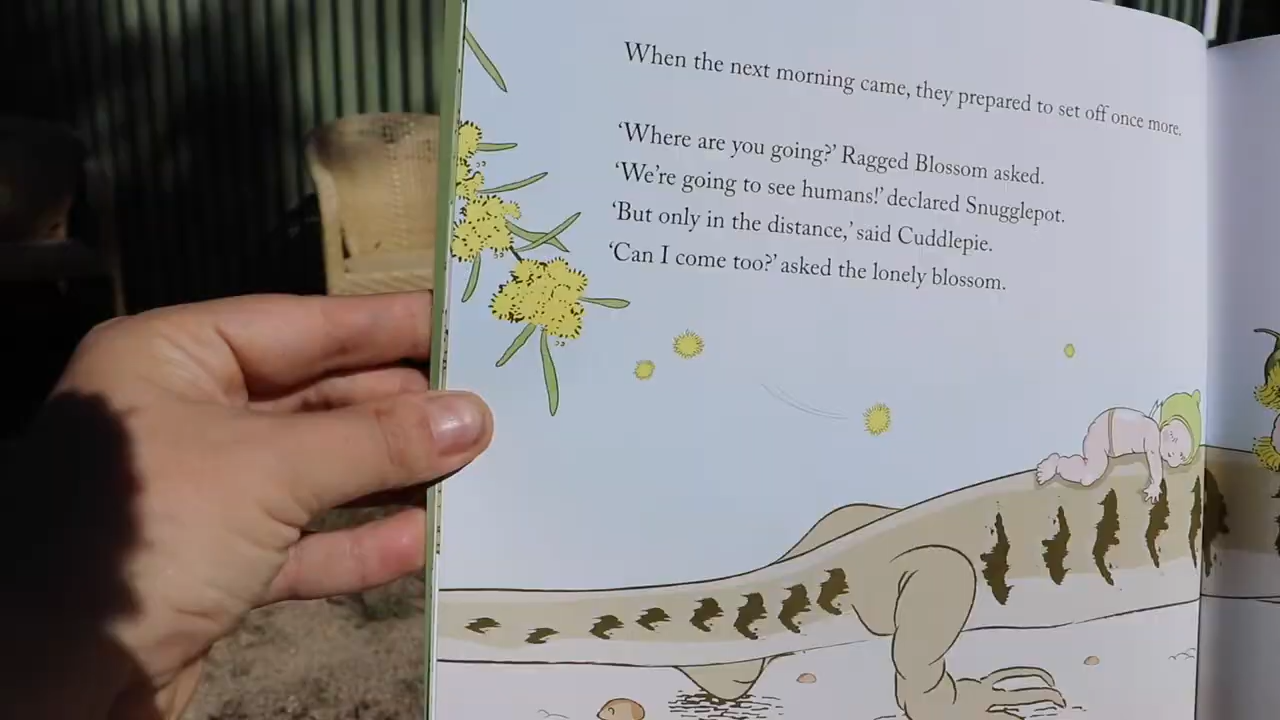 When the next morning came, they prepared to set off once more.
‘Where are you going?’ Ragged Blossom asked.
‘We’re going to see humans!’ declared Snugglepot.
‘But only in the distance,’ said Cuddlepie.
‘Can I come too?’ asked the lonely blossom.